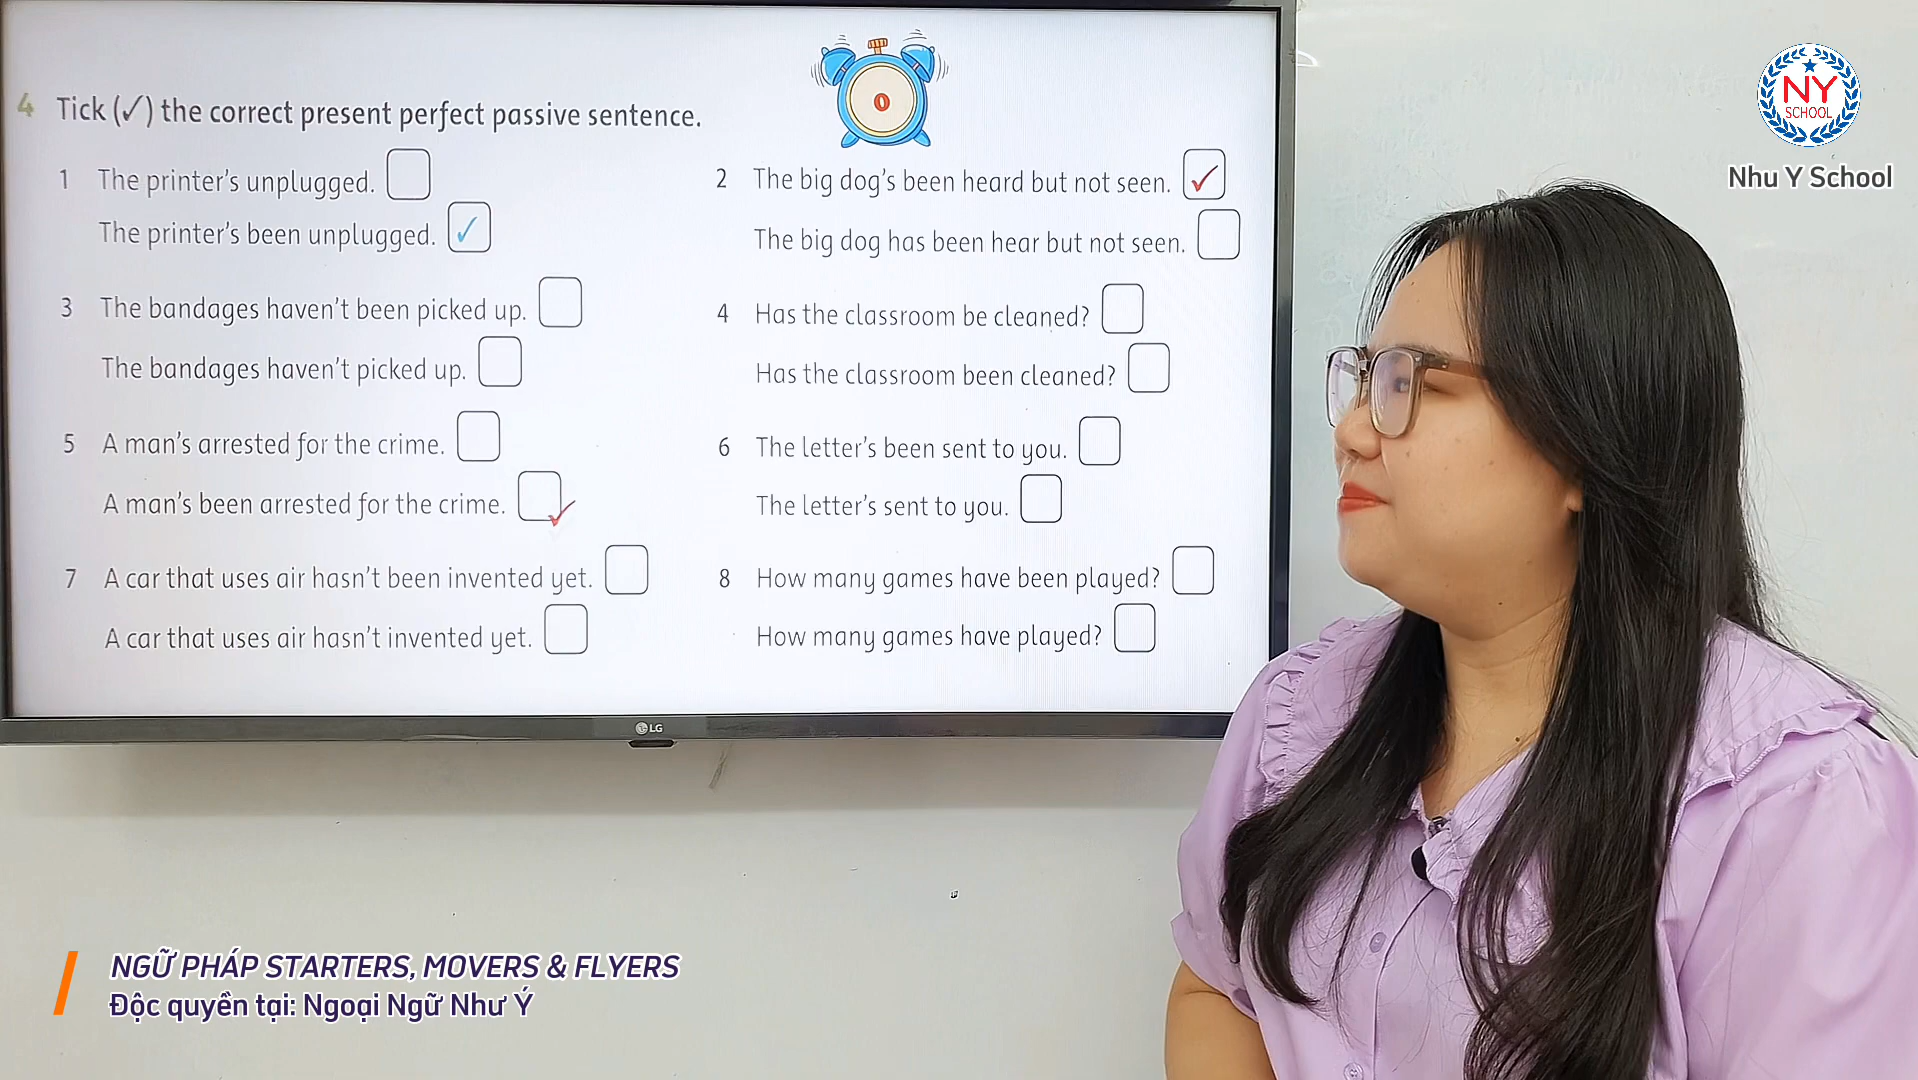 4 Tick (✓) the correct present perfect passive sentence.
0
1 The printer's unplugged.
The printer's been unplugged. ✓
2 The big dog's been heard but not seen. ✓
The big dog has been hear but not seen.
3 The bandages haven't been picked up.
The bandages haven't picked up.
4 Has the classroom be cleaned?
Has the classroom been cleaned?
5 A man's arrested for the crime.
A man's been arrested for the crime. ✓
6 The letter's been sent to you.
The letter's sent to you.
7 A car that uses air hasn't been invented yet.
A car that uses air hasn't invented yet.
8 How many games have been played?
How many games have played?
LG
NY
SCHOOL
Nhu Y School
NGỮ PHÁP STARTERS, MOVERS & FLYERS
Độc quyền tại: Ngoại Ngữ Như Ý